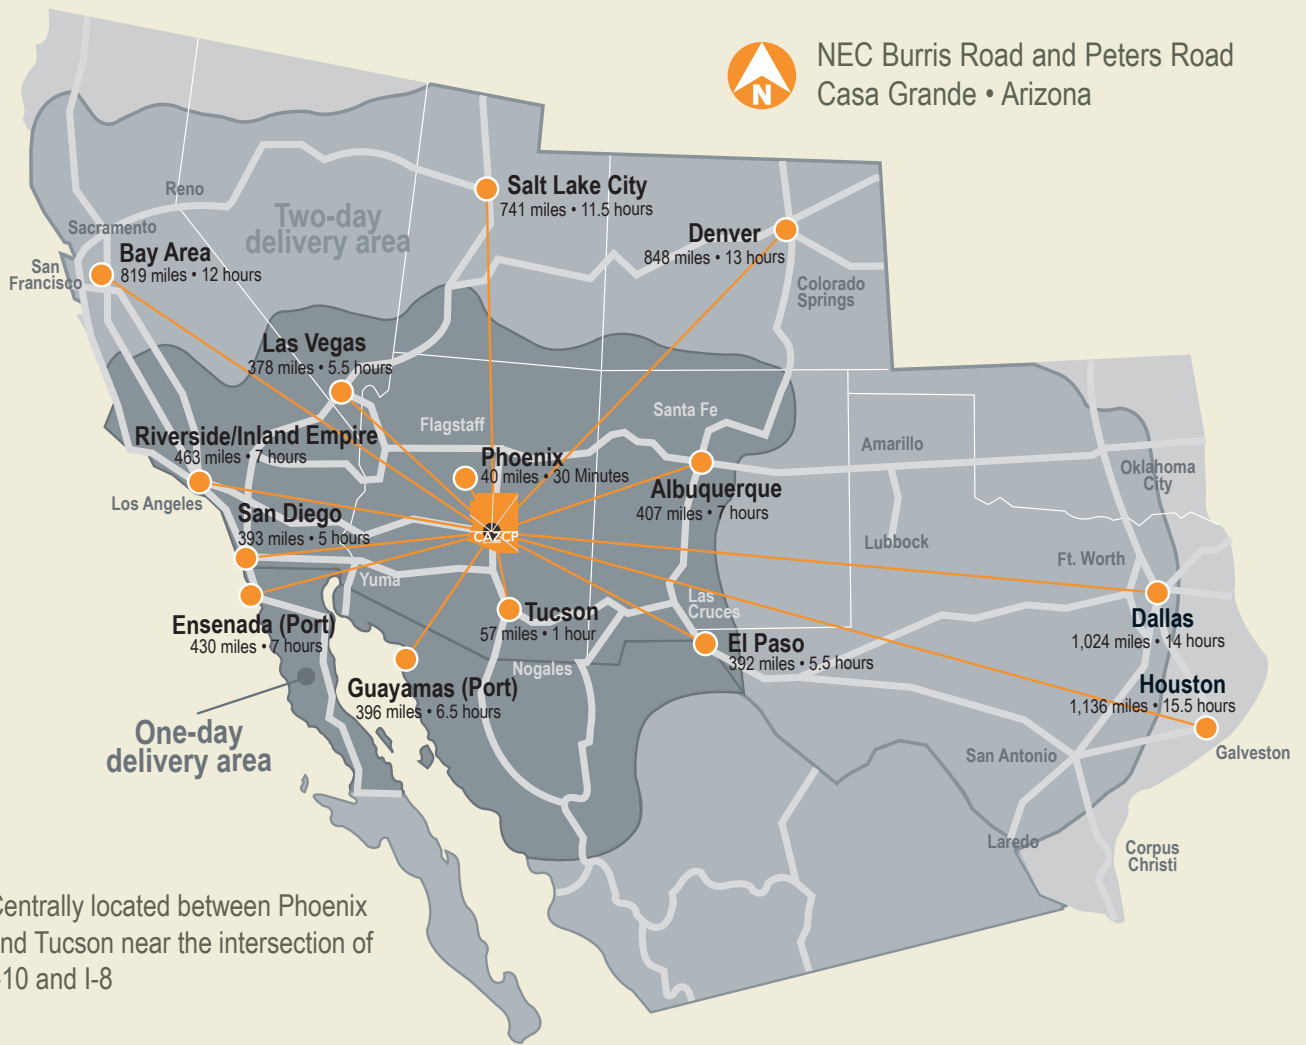 NEC Burris Road and Peters Road
Casa Grande • Arizona
N
Reno
Salt Lake City
741 miles • 11.5 hours
Two-day
delivery area
Sacramento
Denver
848 miles • 13 hours
Bay Area
819 miles • 12 hours
San
Francisco
Colorado
Springs
Las Vegas
378 miles • 5.5 hours
Flagstaff
Santa Fe
Riverside/Inland Empire
463 miles • 7 hours
Amarillo
Phoenix
40 miles • 30 Minutes
Oklahoma
City
Albuquerque
407 miles • 7 hours
Los Angeles
San Diego
393 miles • 5 hours
CAZCP
Lubbock
Ft. Worth
Yuma
Las
Cruces
Ensenada (Port)
430 miles • 7 hours
Tucson
57 miles • 1 hour
Dallas
1,024 miles • 14 hours
El Paso
392 miles • 5.5 hours
Nogales
Guayamas (Port)
396 miles • 6.5 hours
Houston
1,136 miles • 15.5 hours
One-day
delivery area
San Antonio
Galveston
Laredo
Corpus
Christi
Centrally located between Phoenix
nd Tucson near the intersection of
-10 and I-8